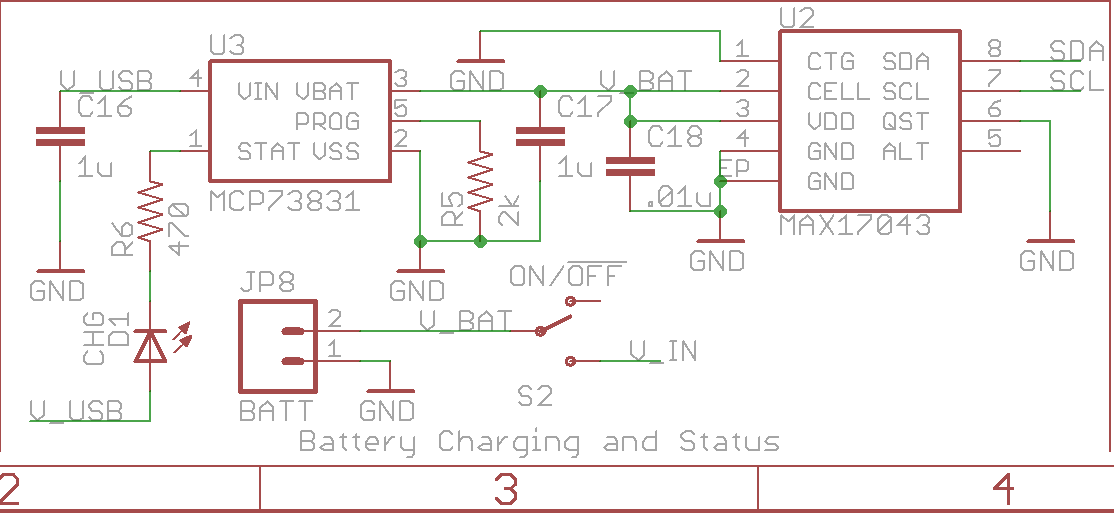 U3
V_USB
4
VIN VBAT
3
C16
PROG
5
1
STAT VSS
2
1u
MCP73831
R6
470
GND
CHG
D1
V_USB
R5
2k
GND
C17
1u
GND
V_BAT
C18
.01u
U2
1
CTG SDA
8
SDA
2
CELL SCL
7
SCL
3
VDD QST
6
4
GND ALT
5
EP
GND
MAX17043
GND
GND
JP8
2
V_BAT
1
BATT
GND
ON/OFF
V_IN
S2
Battery Charging and Status
2
3
4